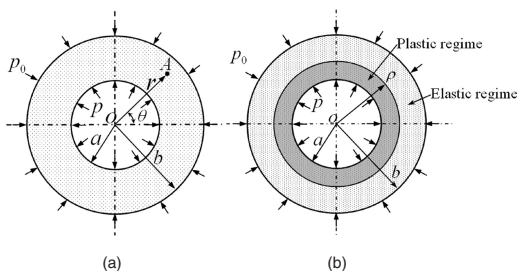 p₀
A
r
p
O
θ
a
b
(a)
p₀
Plastic regime
ρ
Elastic regime
p
o
a
b
(b)